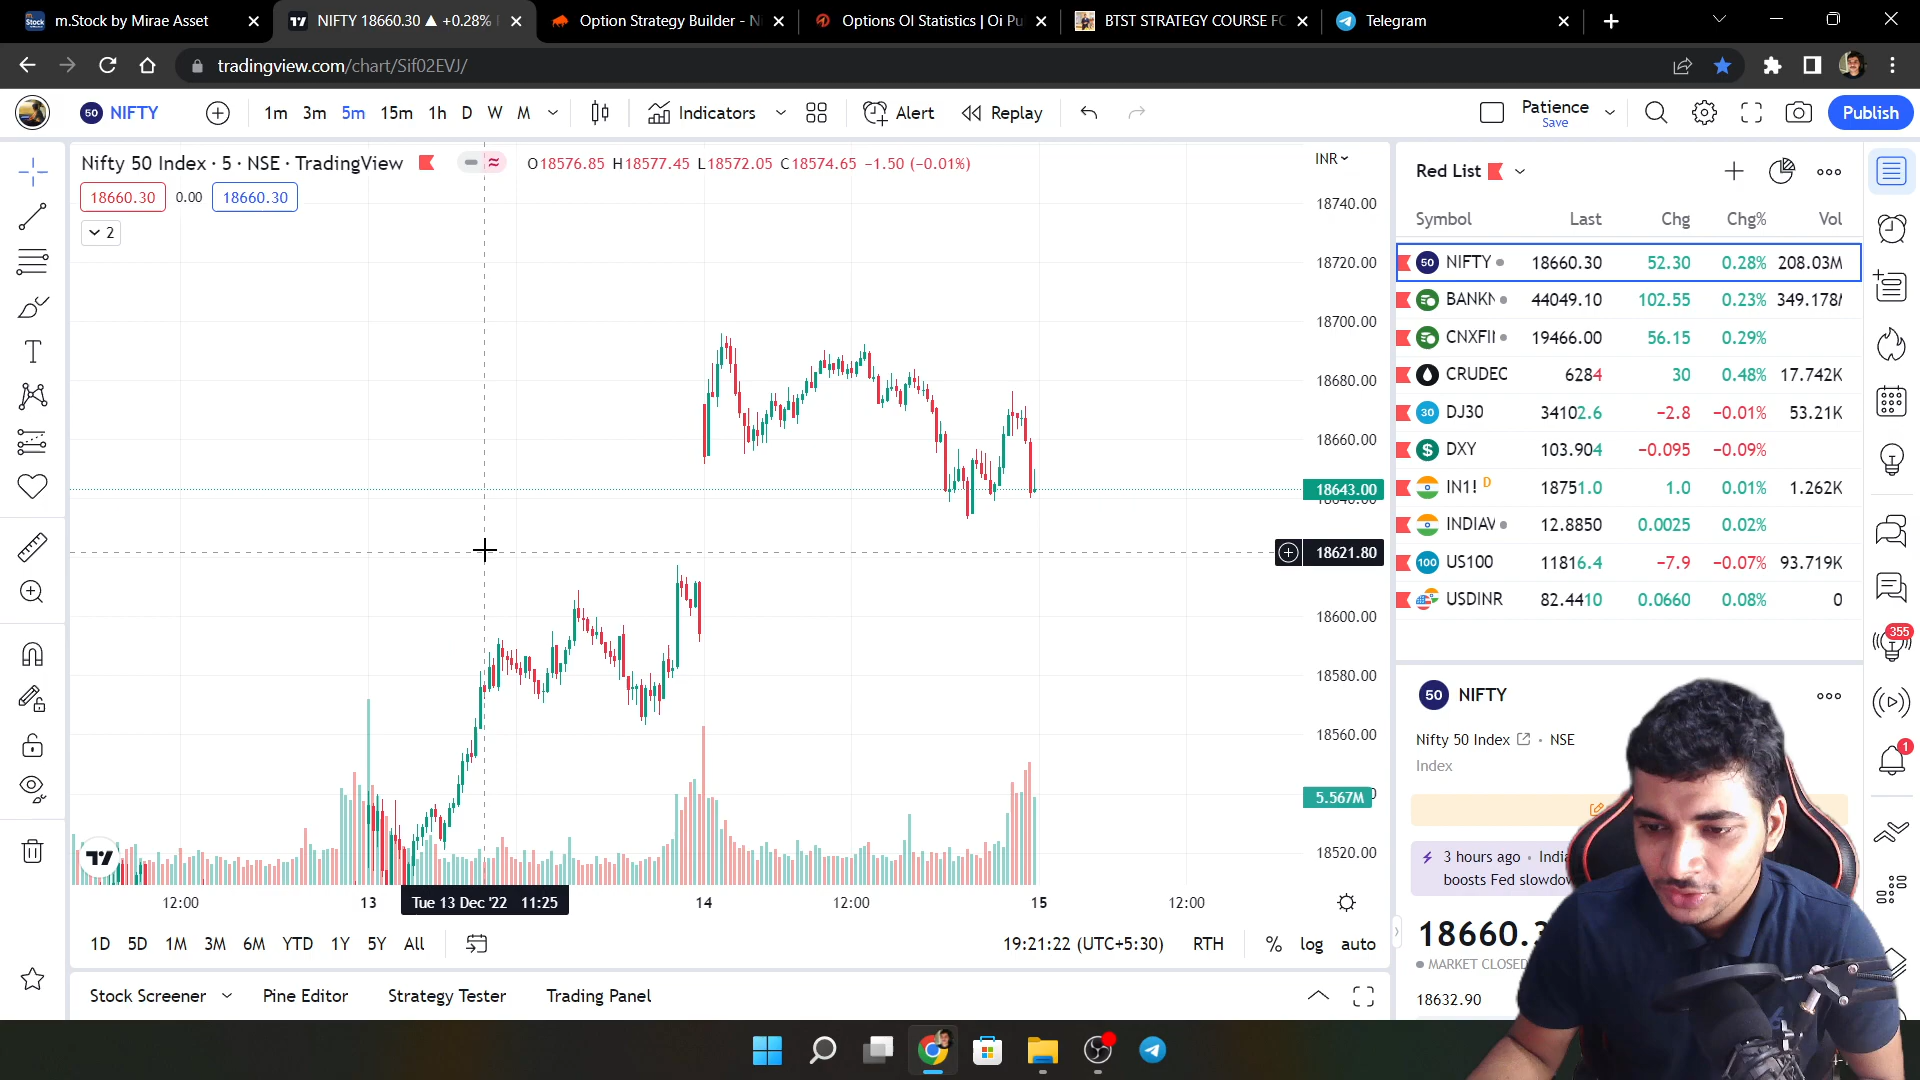 m.Stock by Mirae Asset
NIFTY 18660.30 ▲ +0.28%
Option Strategy Builder - N
Options OI Statistics | Oi Pu
BTST STRATEGY COURSE FO
Telegram
tradingview.com/chart/Sif02EVJ/
50 NIFTY
1m 3m 5m 15m 1h D W M
Indicators
Alert
Replay
Patience
Save
Publish
Nifty 50 Index · 5 · NSE · TradingView
O18576.85 H18577.45 L18572.05 C18574.65 −1.50 (−0.01%)
INR
18660.30 0.00 18660.30
2
18740.00
18720.00
18700.00
18680.00
18660.00
18643.00
18621.80
18600.00
18580.00
18560.00
5.567M
18520.00
12:00 13 Tue 13 Dec '22 11:25 14 12:00 15 12:00
1D 5D 1M 3M 6M YTD 1Y 5Y All
19:21:22 (UTC+5:30) RTH % log auto
Stock Screener Pine Editor Strategy Tester Trading Panel
Red List
Symbol Last Chg Chg% Vol
50 NIFTY 18660.30 52.30 0.28% 208.03M
BANKN 44049.10 102.55 0.23% 349.178
CNXFI 19466.00 56.15 0.29%
CRUDEC 6284 30 0.48% 17.742K
30 DJ30 34102.6 −2.8 −0.01% 53.21K
$ DXY 103.904 −0.095 −0.09%
IN1! D 18751.0 1.0 0.01% 1.262K
INDIAV 12.8850 0.0025 0.02%
100 US100 11816.4 −7.9 −0.07% 93.719K
USDINR 82.4410 0.0660 0.08% 0
50 NIFTY
Nifty 50 Index · NSE
Index
3 hours ago · India
boosts Fed slowdow
18660.3
MARKET CLOSED
18632.90
355
1